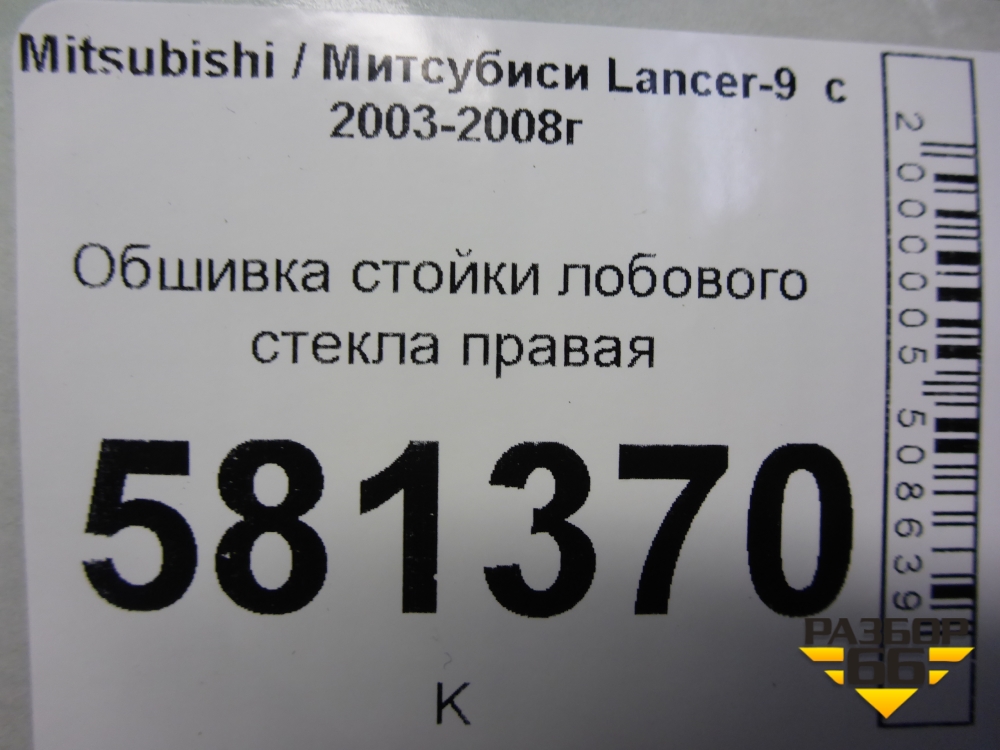 Mitsubishi / Митсубиси Lancer-9 с
2003-2008г
Обшивка стойки лобового
стекла правая
581370
К
2000005508639
РАЗБОР
66